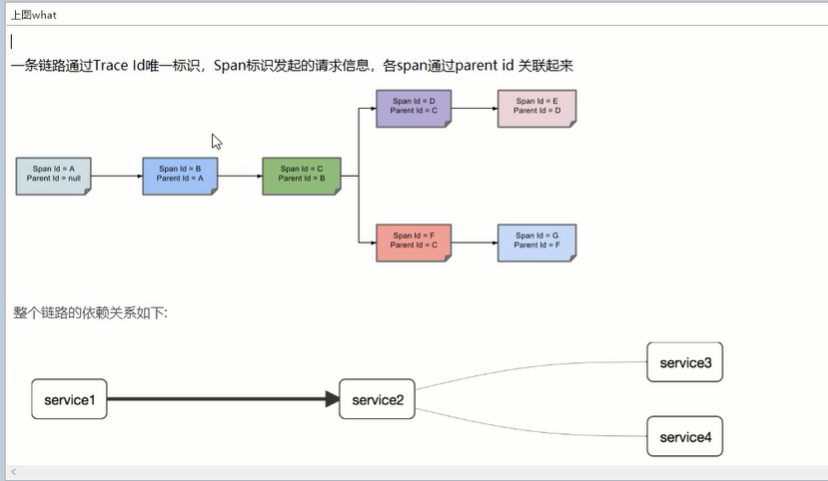 上图what
一条链路通过Trace Id唯一标识，Span标识发起的请求信息，各span通过parent id 关联起来
Span Id = D
Parent Id = C
Span Id = E
Parent Id = D
Span Id = A
Parent Id = null
Span Id = B
Parent Id = A
Span Id = C
Parent Id = B
Span Id = F
Parent Id = C
Span Id = G
Parent Id = F
整个链路的依赖关系如下:
service3
service1
service2
service4